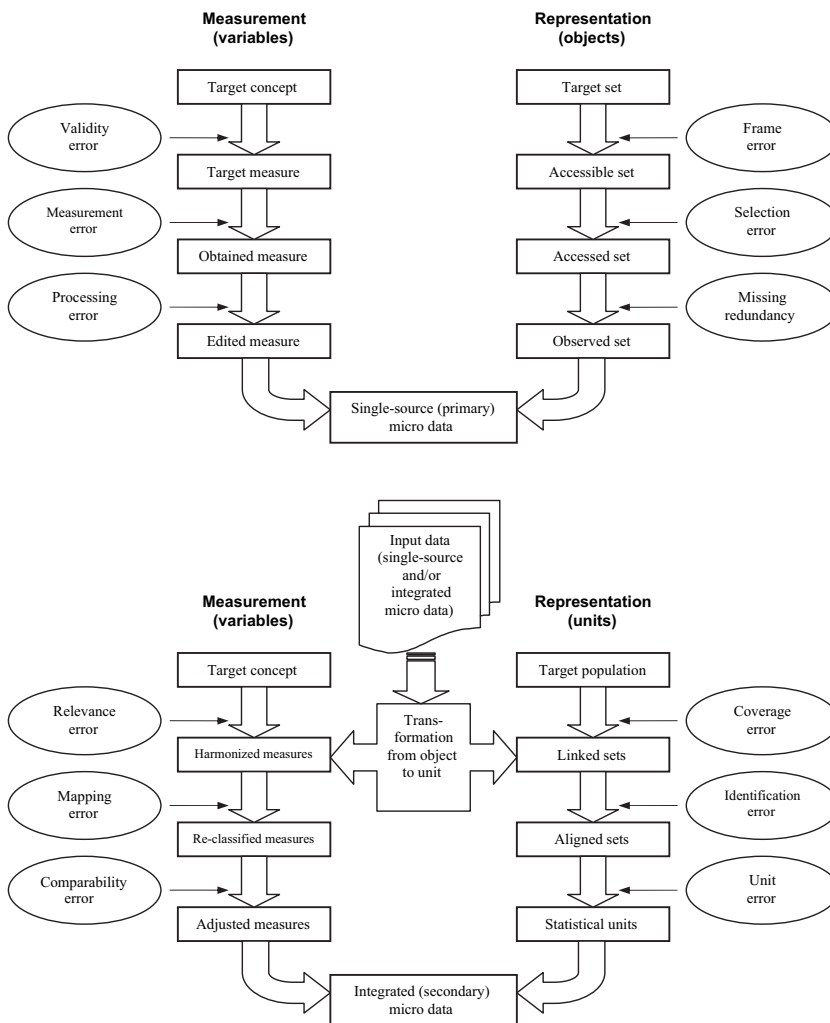 Measurement
(variables)
Representation
(objects)
Target concept
Target set
Validity
error
Frame
error
Target measure
Accessible set
Measurement
error
Selection
error
Obtained measure
Accessed set
Processing
error
Missing
redundancy
Edited measure
Observed set
Single-source (primary)
micro data
Input data
(single-source
and/or
integrated
micro data)
Measurement
(variables)
Representation
(units)
Target concept
Target population
Relevance
error
Coverage
error
Trans-
formation
from object
to unit
Harmonized measures
Linked sets
Mapping
error
Identification
error
Re-classified measures
Aligned sets
Comparability
error
Unit
error
Adjusted measures
Statistical units
Integrated (secondary)
micro data